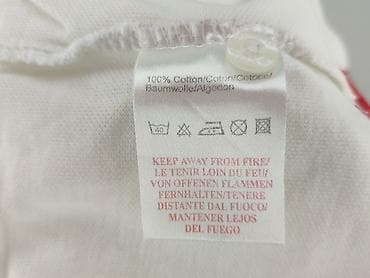 100% Cotton/Coton/Cotone/
Baumwolle/Algodon
40
KEEP AWAY FROM FIRE/
LE TENIR LOIN DU FEU/
VON OFFENEN FLAMMEN
FERNHALTEN/TENERE
DISTANTE DAL FUOCO/
MANTENER LEJOS
DEL FUEGO